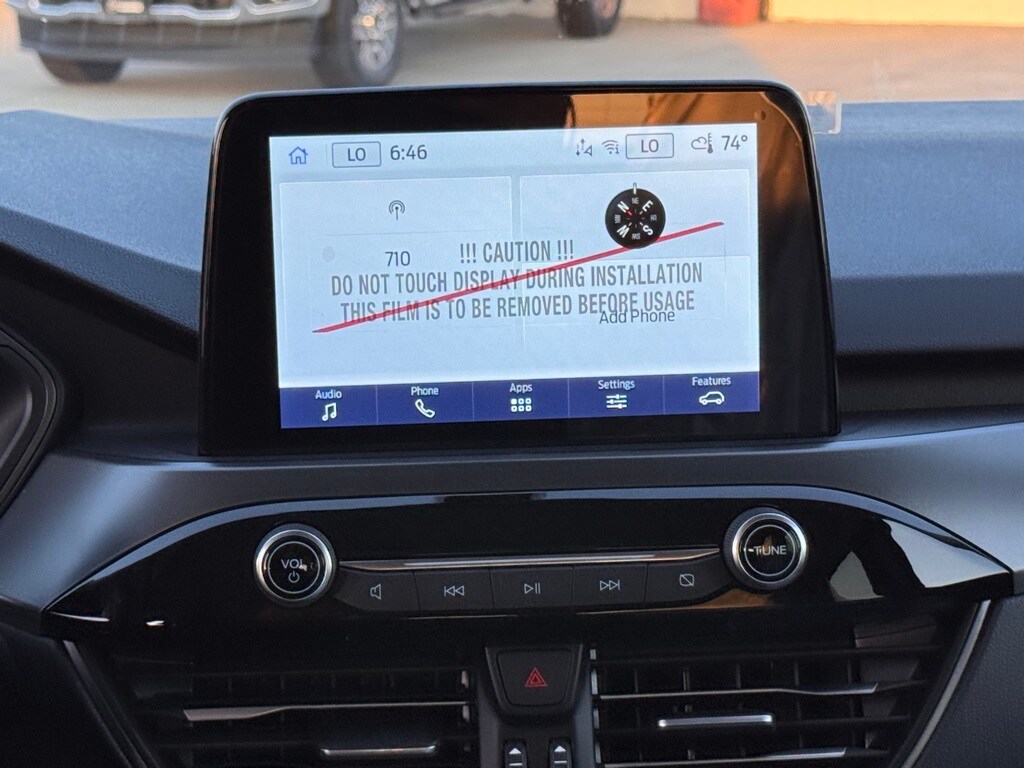 LO 6:46 LO 74°
NE
N E
W S
710
!!! CAUTION !!!
DO NOT TOUCH DISPLAY DURING INSTALLATION
THIS FILM IS TO BE REMOVED BEFORE USAGE
Add Phone
Audio Phone Apps Settings Features
VOL
TUNE